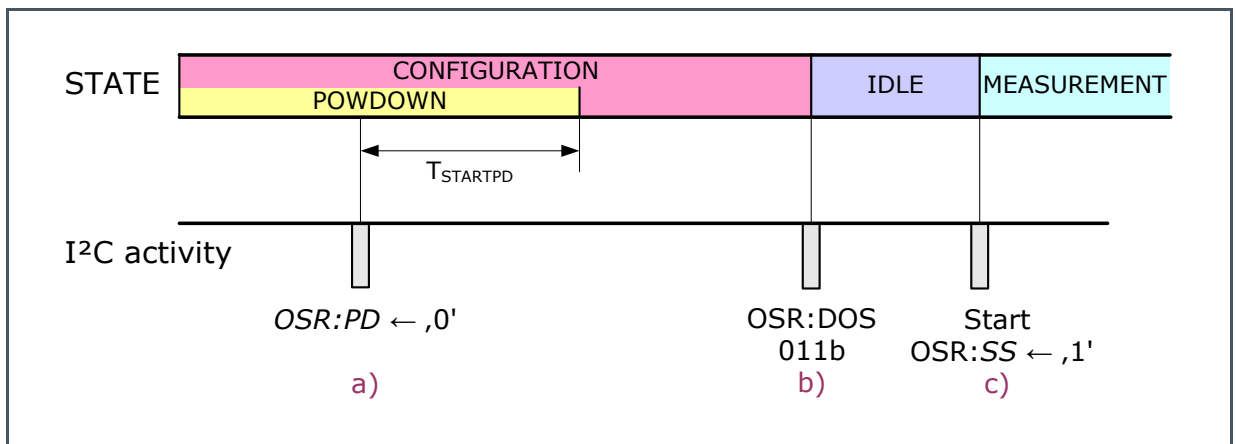 STATE
CONFIGURATION
POWDOWN
IDLE
MEASUREMENT
TSTARTPD
I²C activity
OSR:PD ← ,0'
OSR:DOS
011b
Start
OSR:SS ← ,1'
a)
b)
c)